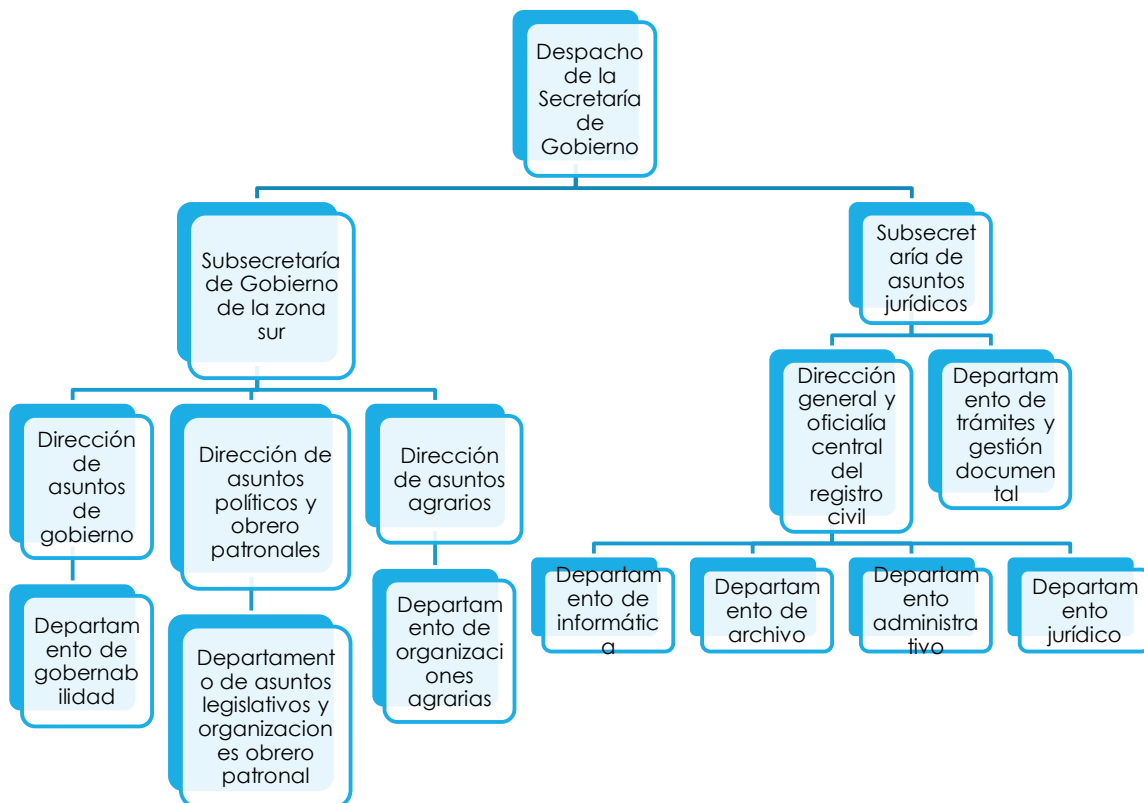 Despacho
de la
Secretaría
de
Gobierno
Subsecretaría
de Gobierno
de la zona
sur
Subsecret
aría de
asuntos
jurídicos
Dirección
de
asuntos
de
gobierno
Dirección de
asuntos
políticos y
obrero
patronales
Dirección
de asuntos
agrarios
Dirección
general y
oficialía
central
del
registro
civil
Departam
ento de
trámites y
gestión
documen
tal
Departam
ento de
gobernab
ilidad
Departament
o de asuntos
legislativos y
organizacion
es obrero
patronal
Departam
ento de
organizaci
ones
agrarias
Departam
ento de
informátic
a
Departam
ento de
archivo
Departam
ento
administra
tivo
Departam
ento
jurídico